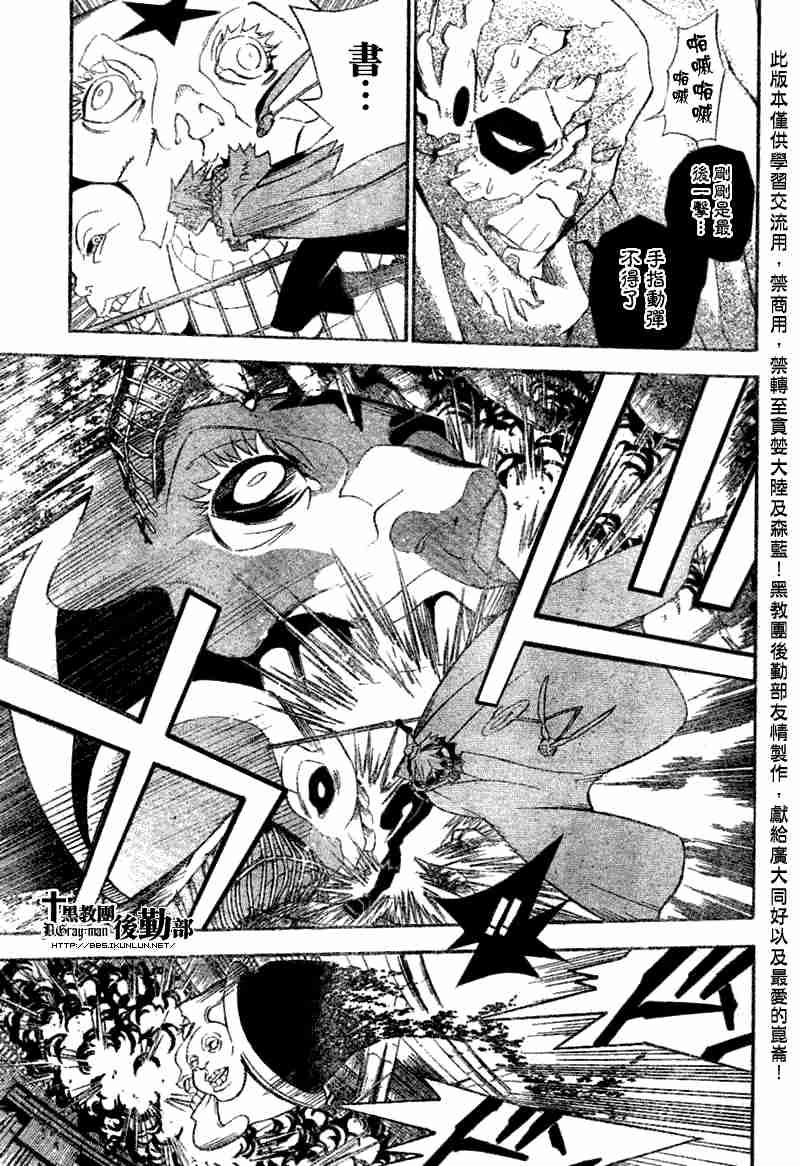 啪嘰啪嘰
啪嘰
剛剛是最
後一擊…
手指動彈
不得了
書…
!!!
十黑教團
D.Gray-man 後勤部
HTTP://BBS.IKUNLUN.NET/
此版本僅供學習交流用，禁商用，禁轉至貪婪大陸及森藍！黑教團後勤部友情製作，獻給廣大同好以及最愛的崑崙！